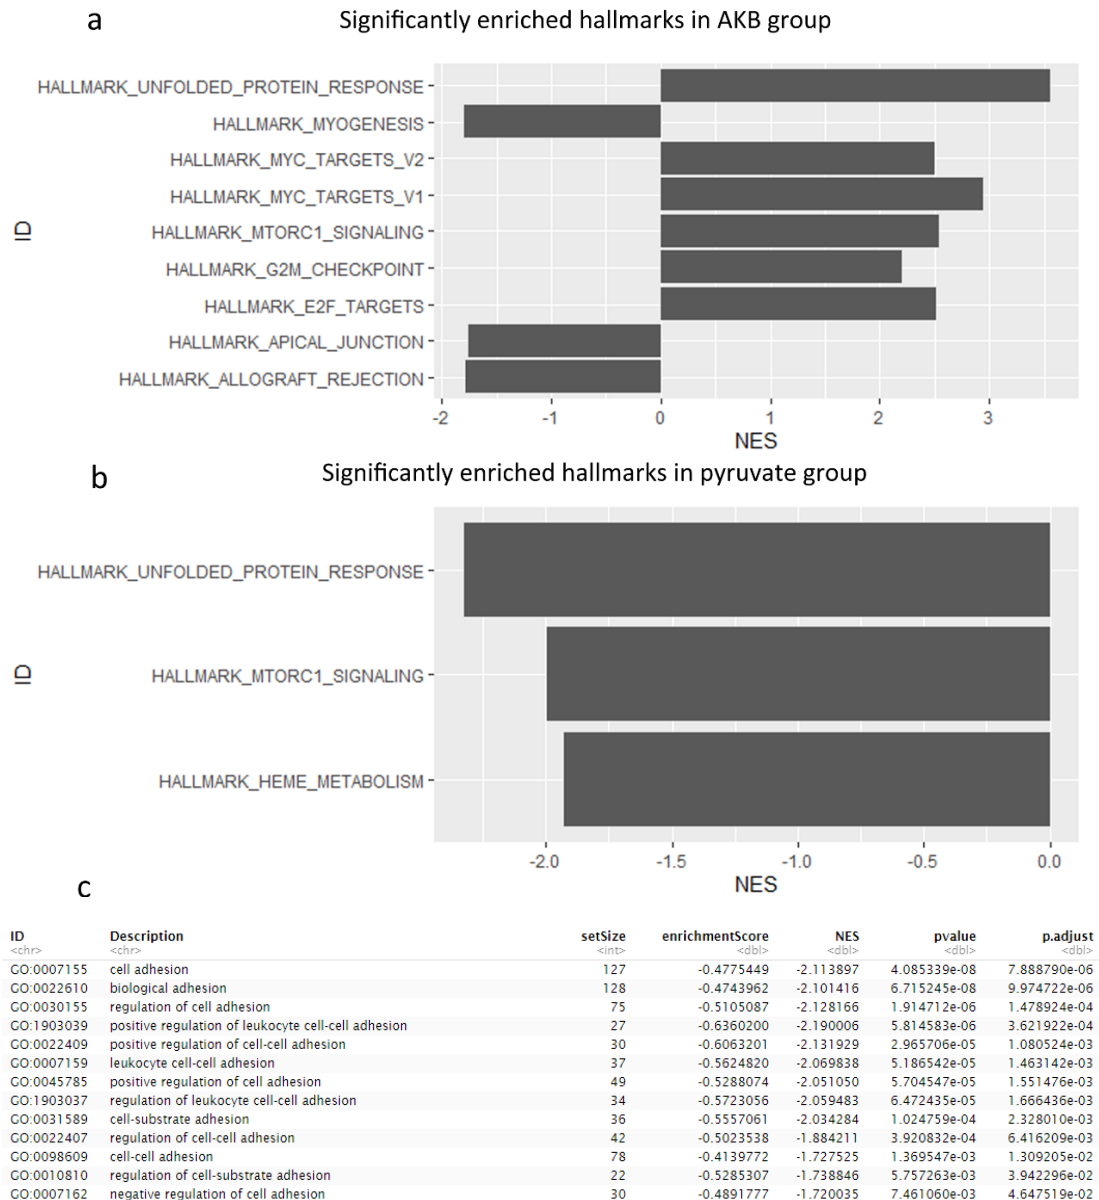 a
Significantly enriched hallmarks in AKB group
HALLMARK_UNFOLDED_PROTEIN_RESPONSE
HALLMARK_MYOGENESIS
HALLMARK_MYC_TARGETS_V2
HALLMARK_MYC_TARGETS_V1
HALLMARK_MTORC1_SIGNALING
HALLMARK_G2M_CHECKPOINT
HALLMARK_E2F_TARGETS
HALLMARK_APICAL_JUNCTION
HALLMARK_ALLOGRAFT_REJECTION
ID
-2 -1 0 1 2 3
NES
b
Significantly enriched hallmarks in pyruvate group
HALLMARK_UNFOLDED_PROTEIN_RESPONSE
HALLMARK_MTORC1_SIGNALING
HALLMARK_HEME_METABOLISM
ID
-2.0 -1.5 -1.0 -0.5 0.0
NES
c
ID Description setSize enrichmentScore NES pvalue p.adjust
<chr> <chr> <int> <dbl> <dbl> <dbl> <dbl>
GO:0007155 cell adhesion 127 -0.4775449 -2.113897 4.085339e-08 7.888790e-06
GO:0022610 biological adhesion 128 -0.4743962 -2.101416 6.715245e-08 9.974722e-06
GO:0030155 regulation of cell adhesion 75 -0.5105087 -2.128166 1.914712e-06 1.478924e-04
GO:1903039 positive regulation of leukocyte cell-cell adhesion 27 -0.6360200 -2.190006 5.814583e-06 3.621922e-04
GO:0022409 positive regulation of cell-cell adhesion 30 -0.6063201 -2.131929 2.965706e-05 1.080524e-03
GO:0007159 leukocyte cell-cell adhesion 37 -0.5624820 -2.069838 5.186542e-05 1.463142e-03
GO:0045785 positive regulation of cell adhesion 49 -0.5288074 -2.051050 5.704547e-05 1.551476e-03
GO:1903037 regulation of leukocyte cell-cell adhesion 34 -0.5723056 -2.059483 6.472435e-05 1.666436e-03
GO:0031589 cell-substrate adhesion 36 -0.5557061 -2.034284 1.024759e-04 2.328010e-03
GO:0022407 regulation of cell-cell adhesion 42 -0.5023538 -1.884211 3.920832e-04 6.416209e-03
GO:0098609 cell-cell adhesion 78 -0.4139772 -1.727525 1.369547e-03 1.309205e-02
GO:0010810 regulation of cell-substrate adhesion 22 -0.5285307 -1.738846 5.757263e-03 3.942296e-02
GO:0007162 negative regulation of cell adhesion 30 -0.4891777 -1.720035 7.461060e-03 4.647519e-02